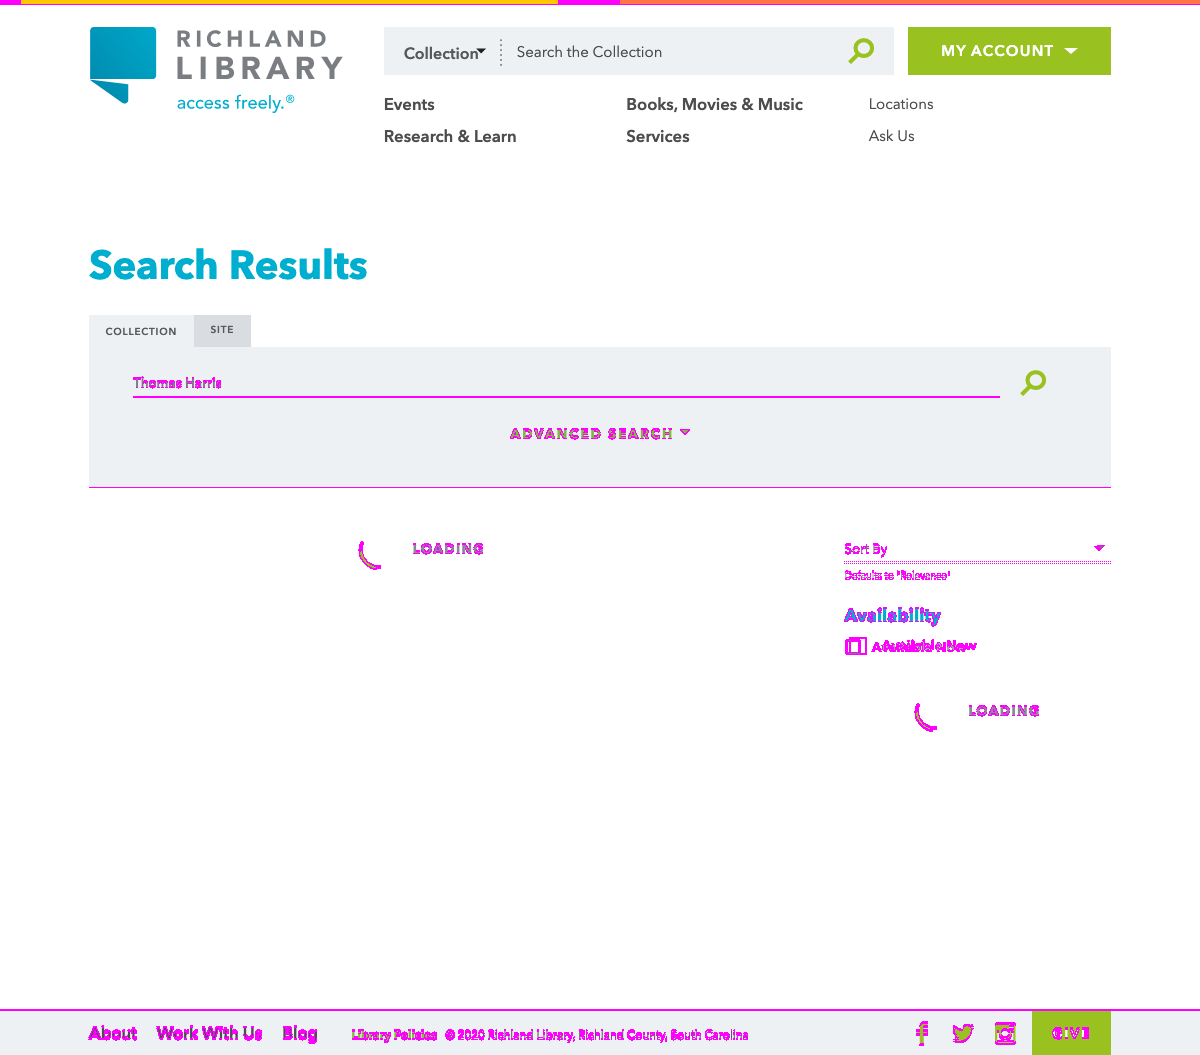 RICHLAND
LIBRARY
access freely.®
Collection Search the Collection
MY ACCOUNT
Events Books, Movies & Music Locations
Research & Learn Services Ask Us
Search Results
COLLECTION SITE
Thomas Harris
ADVANCED SEARCH
LOADING
Sort By
Defaults to "Relevance"
Availability
Available Now
LOADING
About Work With Us Blog Library Policies © 2020 Richland Library, Richland County, South Carolina GIVE